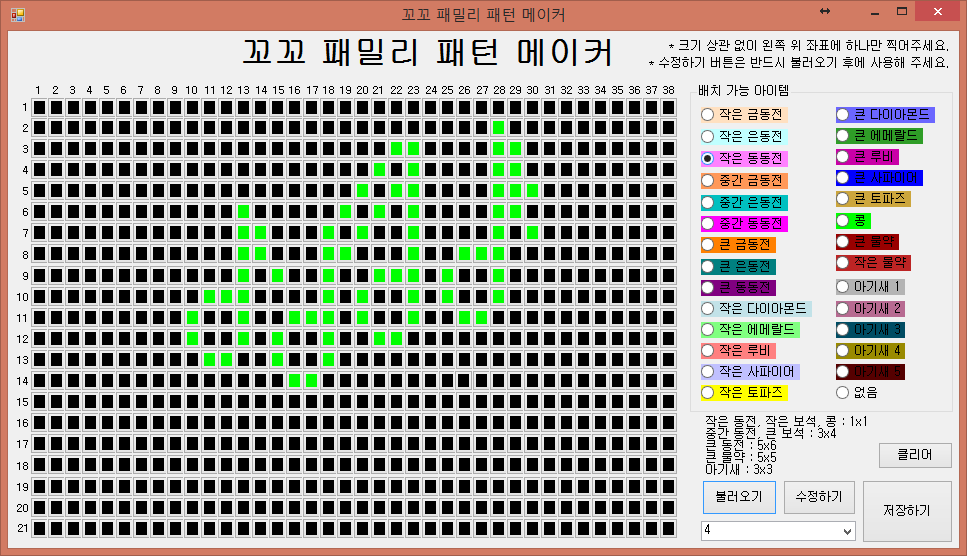 꼬꼬 패밀리 패턴 메이커
꼬꼬 패밀리 패턴 메이커
* 크기 상관 없이 왼쪽 위 좌표에 하나만 찍어주세요.
* 수정하기 버튼은 반드시 불러오기 후에 사용해 주세요.
1 2 3 4 5 6 7 8 9 10 11 12 13 14 15 16 17 18 19 20 21 22 23 24 25 26 27 28 29 30 31 32 33 34 35 36 37 38
1
2
3
4
5
6
7
8
9
10
11
12
13
14
15
16
17
18
19
20
21
배치 가능 아이템
작은 금동전
작은 은동전
작은 동동전
중간 금동전
중간 은동전
중간 동동전
큰 금동전
큰 은동전
큰 동동전
작은 다이아몬드
작은 에메랄드
작은 루비
작은 사파이어
작은 토파즈
큰 다이아몬드
큰 에메랄드
큰 루비
큰 사파이어
큰 토파즈
콩
큰 물약
작은 물약
아기새 1
아기새 2
아기새 3
아기새 4
아기새 5
없음
작은 동전, 작은 보석, 콩 : 1x1
중간 동전, 큰 보석 : 3x4
큰 동전 : 5x6
큰 물약 : 5x5
아기새 : 3x3
클리어
불러오기
수정하기
저장하기
4